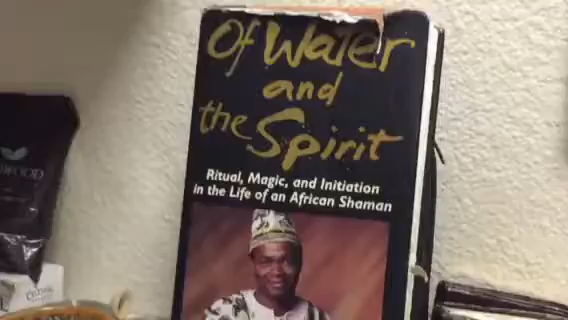 Of Water
and
the Spirit
Ritual, Magic, and Initiation
in the Life of an African Shaman